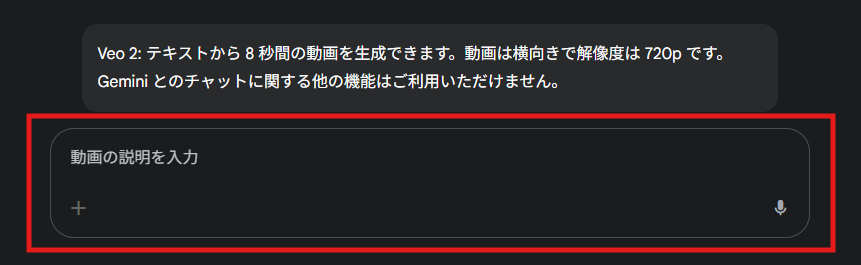 Veo 2: テキストから 8 秒間の動画を生成できます。動画は横向きで解像度は 720p です。
Gemini とのチャットに関する他の機能はご利用いただけません。
動画の説明を入力